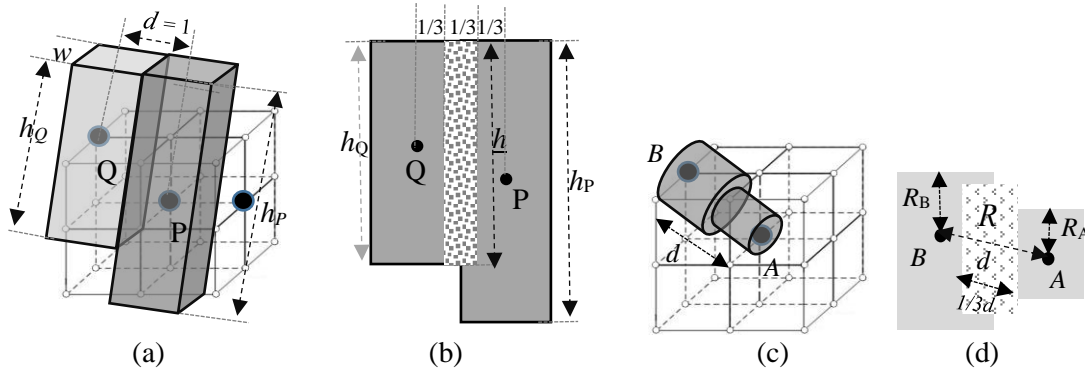 d = 1
w
h_Q
Q
P
h_P
1/3 1/3 1/3
h_Q
Q
h
P
h_P
B
d
A
R_B
B
R
d
1/3d
R_A
A
(a)
(b)
(c)
(d)